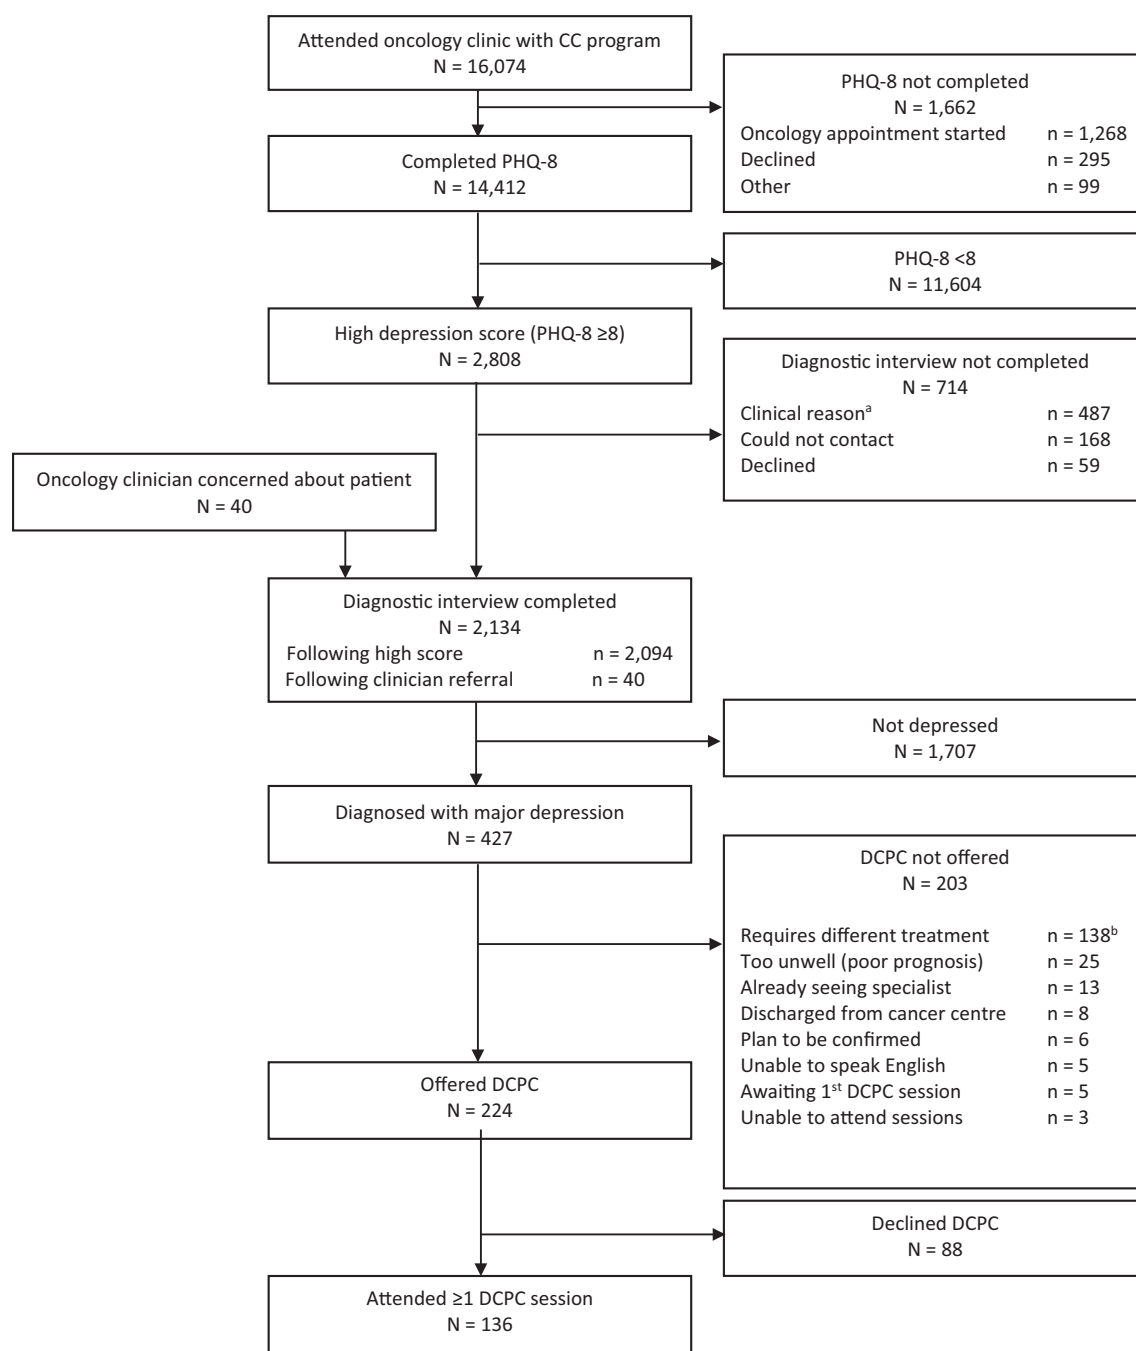 Attended oncology clinic with CC program
N = 16,074
PHQ-8 not completed
N = 1,662
Oncology appointment started n = 1,268
Declined n = 295
Other n = 99
Completed PHQ-8
N = 14,412
PHQ-8 <8
N = 11,604
High depression score (PHQ-8 ≥8)
N = 2,808
Diagnostic interview not completed
N = 714
Clinical reasonᵃ n = 487
Could not contact n = 168
Declined n = 59
Oncology clinician concerned about patient
N = 40
Diagnostic interview completed
N = 2,134
Following high score n = 2,094
Following clinician referral n = 40
Not depressed
N = 1,707
Diagnosed with major depression
N = 427
DCPC not offered
N = 203
Requires different treatment n = 138ᵇ
Too unwell (poor prognosis) n = 25
Already seeing specialist n = 13
Discharged from cancer centre n = 8
Plan to be confirmed n = 6
Unable to speak English n = 5
Awaiting 1ˢᵗ DCPC session n = 5
Unable to attend sessions n = 3
Offered DCPC
N = 224
Declined DCPC
N = 88
Attended ≥1 DCPC session
N = 136